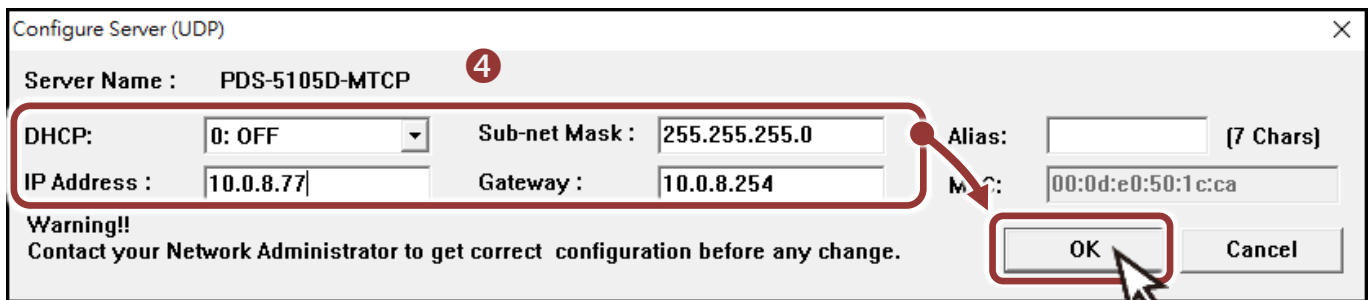 Configure Server (UDP)
Server Name : PDS-5105D-MTCP 4
DHCP: 0: OFF Sub-net Mask : 255.255.255.0 Alias: (7 Chars)
IP Address : 10.0.8.77 Gateway : 10.0.8.254 00:0d:e0:50:1c:ca
Warning!!
Contact your Network Administrator to get correct configuration before any change.
OK Cancel